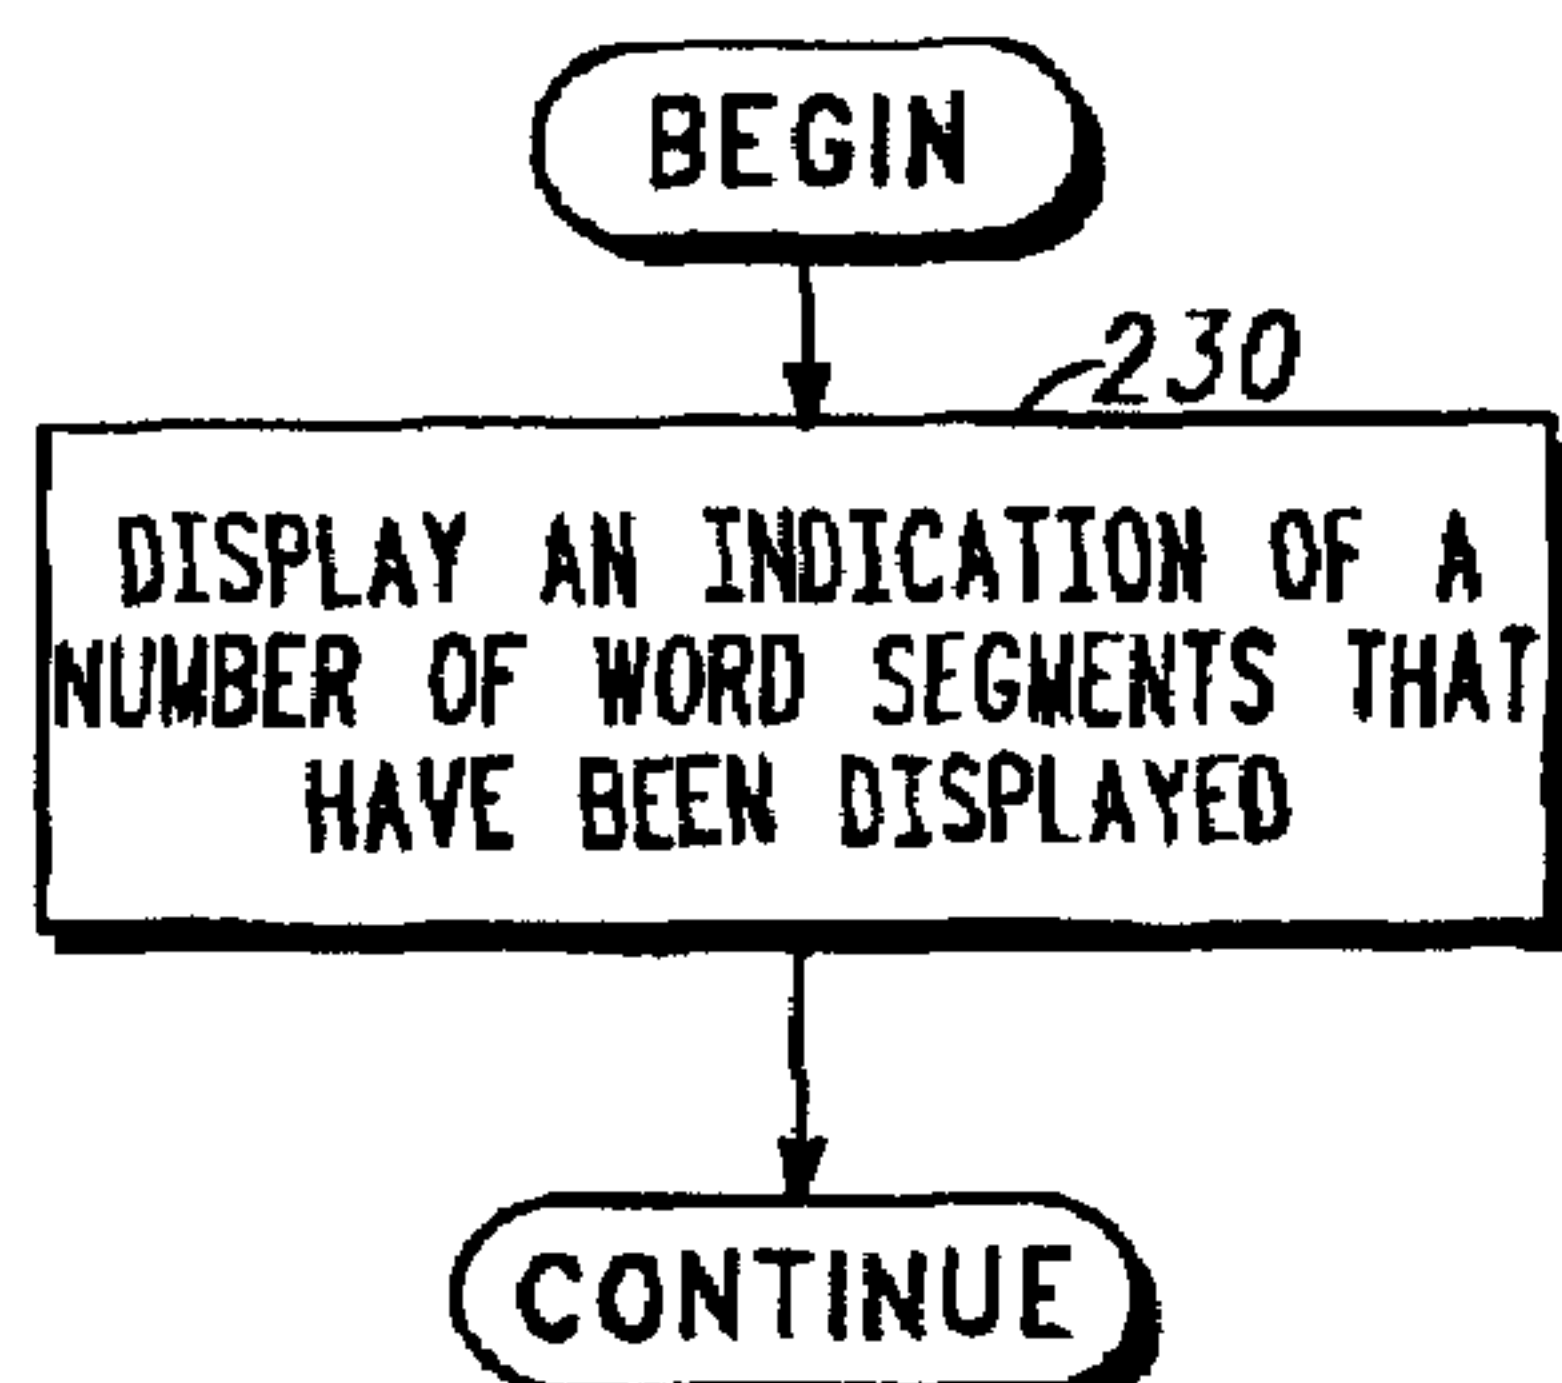 BEGIN
230
DISPLAY AN INDICATION OF A
NUMBER OF WORD SEGMENTS THAT
HAVE BEEN DISPLAYED
CONTINUE